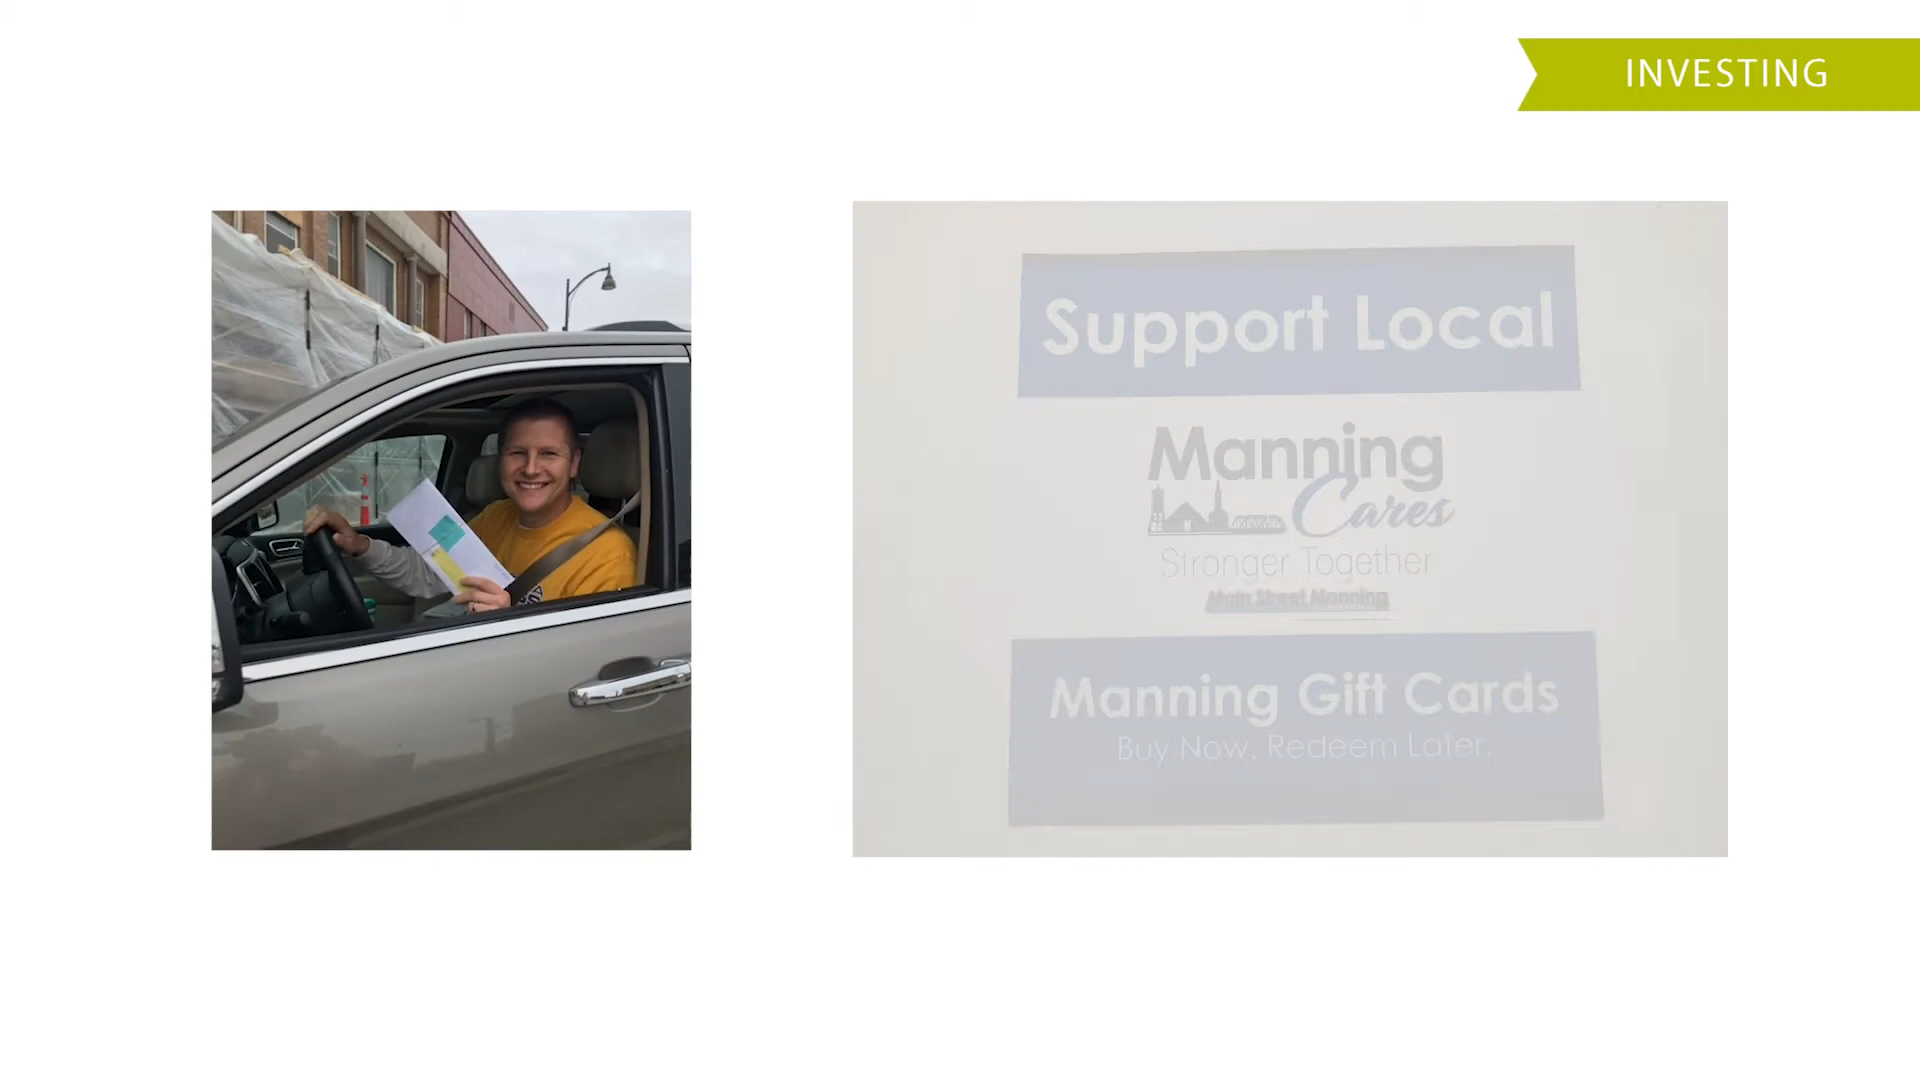 INVESTING
Support Local
Manning
Cares
Stronger Together
Main Street Manning
Manning Gift Cards
Buy Now. Redeem Later.